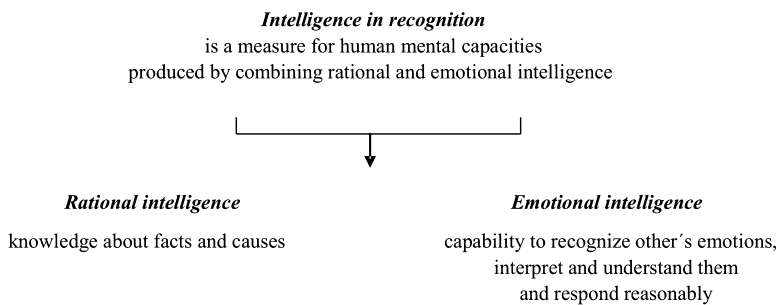 Intelligence in recognition
is a measure for human mental capacities
produced by combining rational and emotional intelligence
Rational intelligence
knowledge about facts and causes
Emotional intelligence
capability to recognize other´s emotions,
interpret and understand them
and respond reasonably